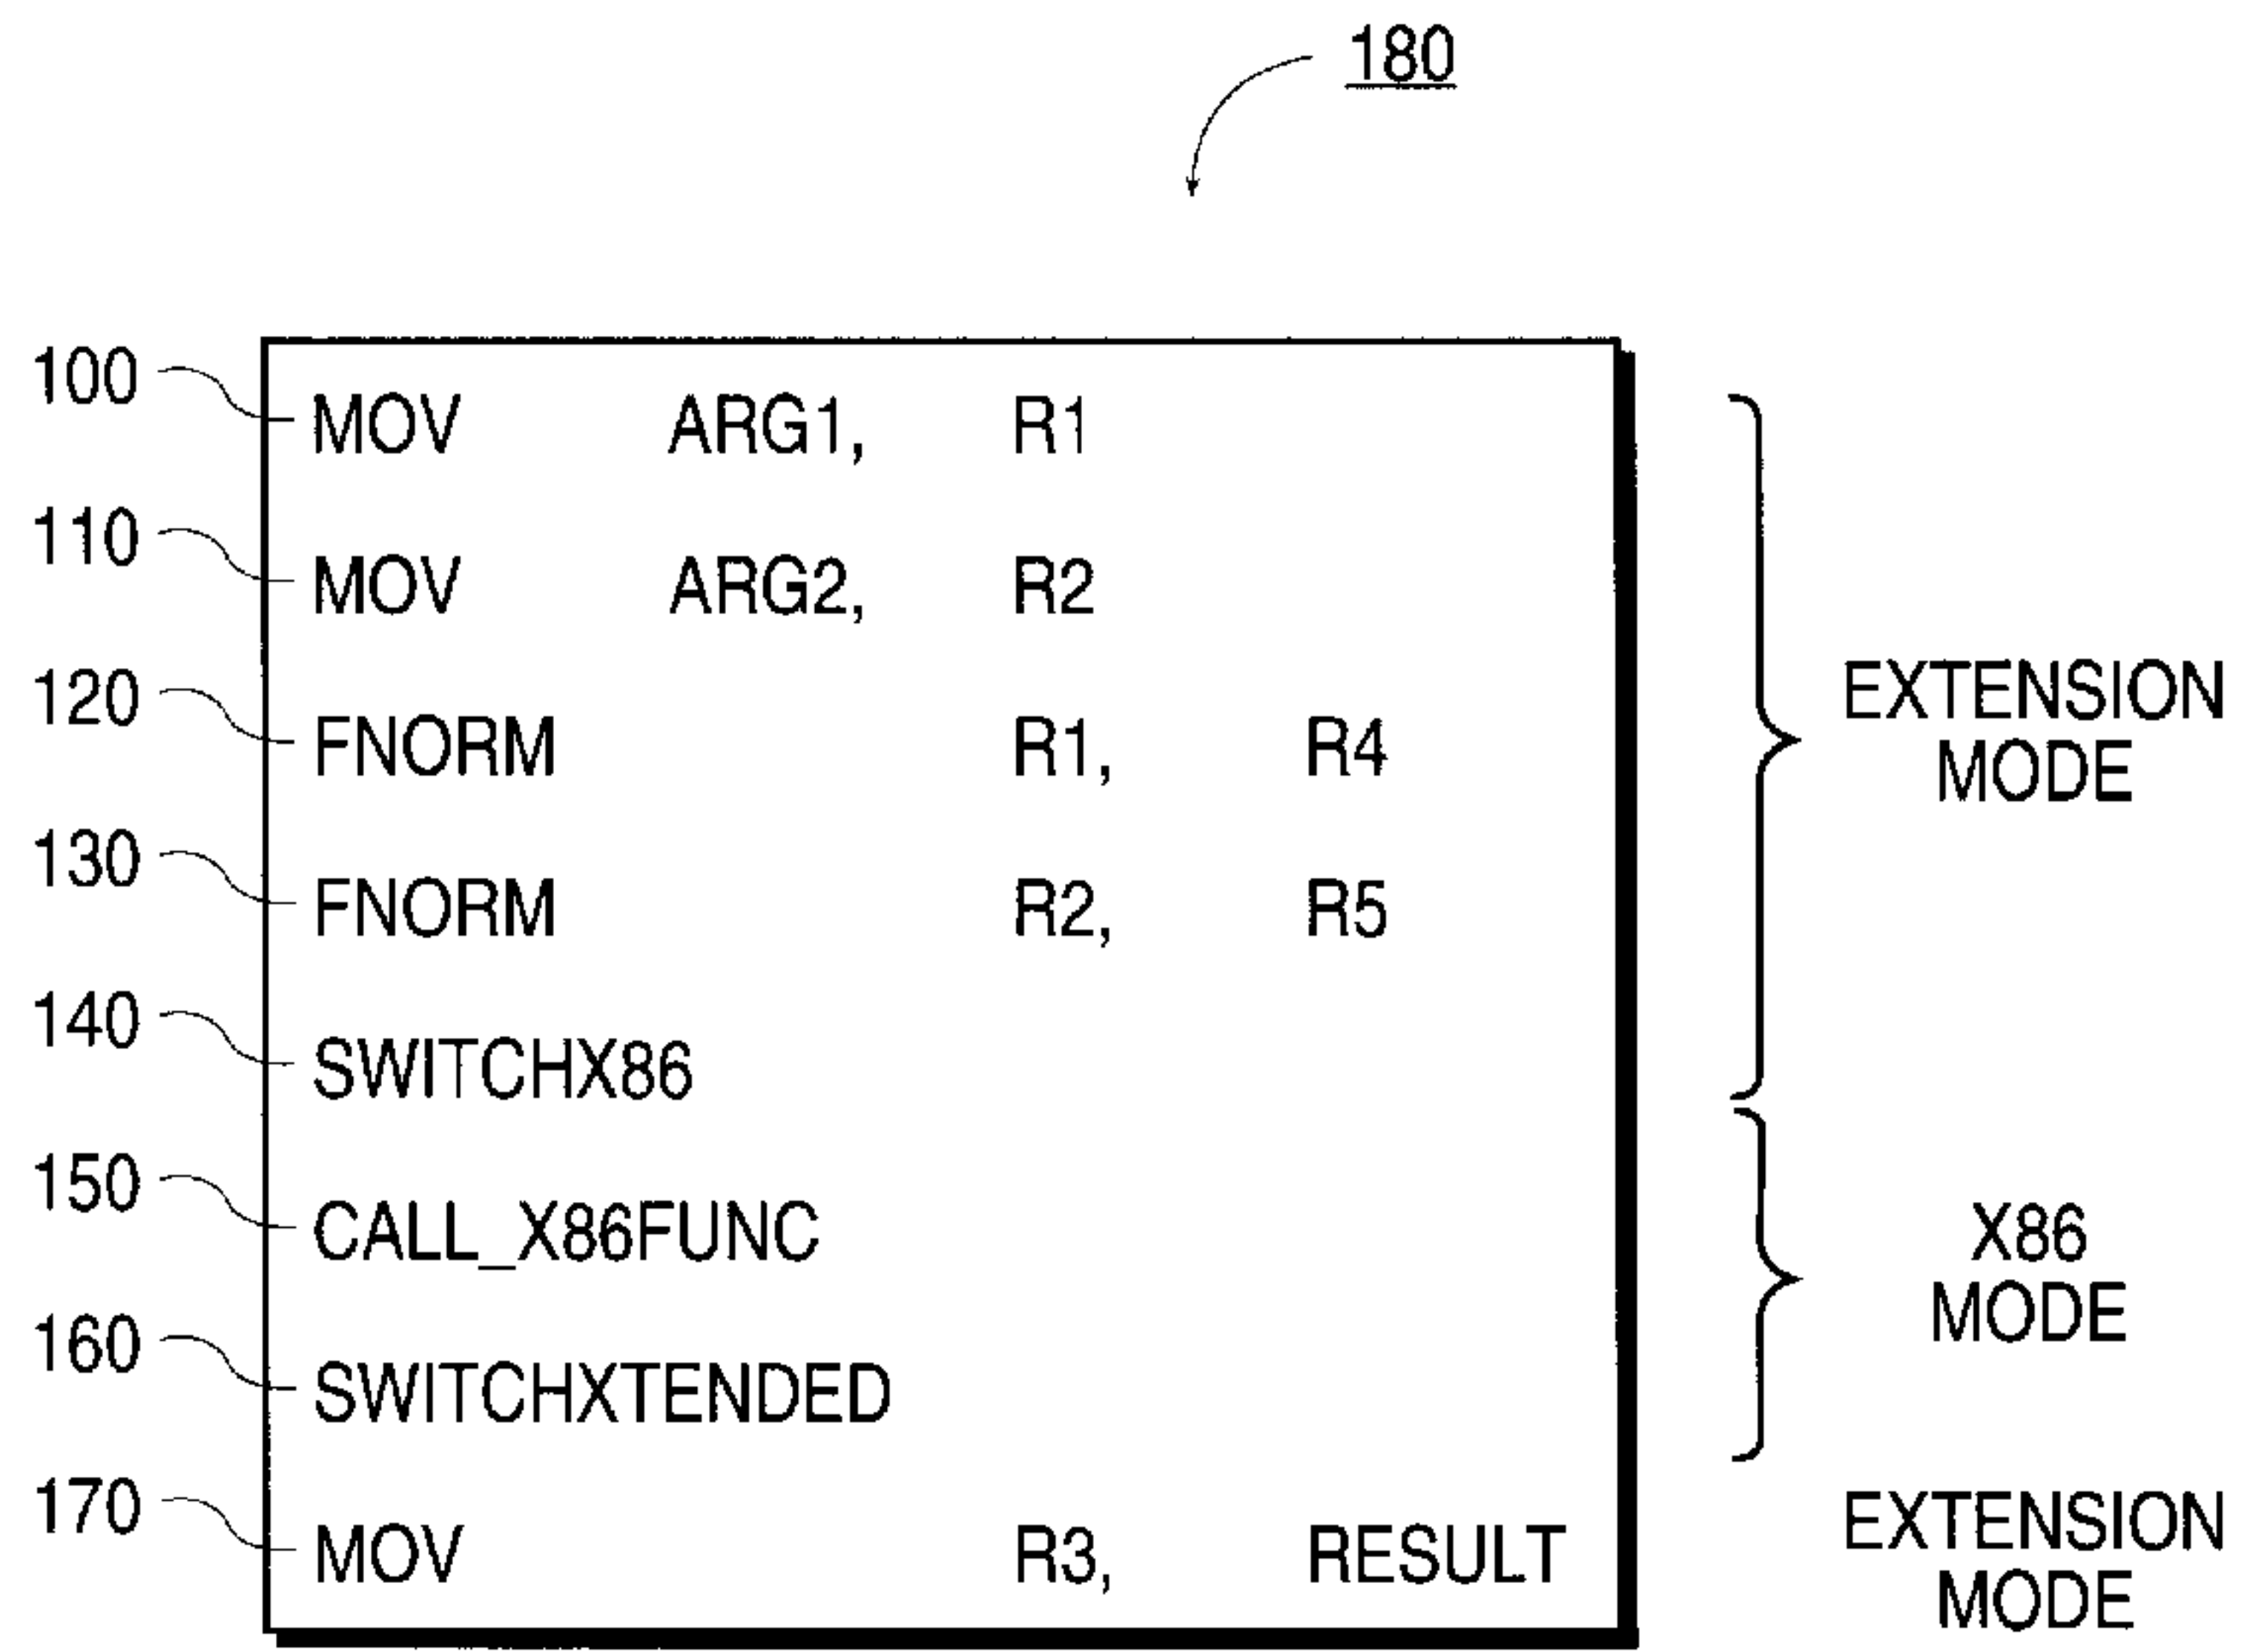 180
100 MOV ARG1, R1
110 MOV ARG2, R2
120 FNORM R1, R4
EXTENSION
MODE
130 FNORM R2, R5
140 SWITCHX86
150 CALL_X86FUNC
X86
MODE
160 SWITCHXTENDED
170 MOV R3, RESULT
EXTENSION
MODE